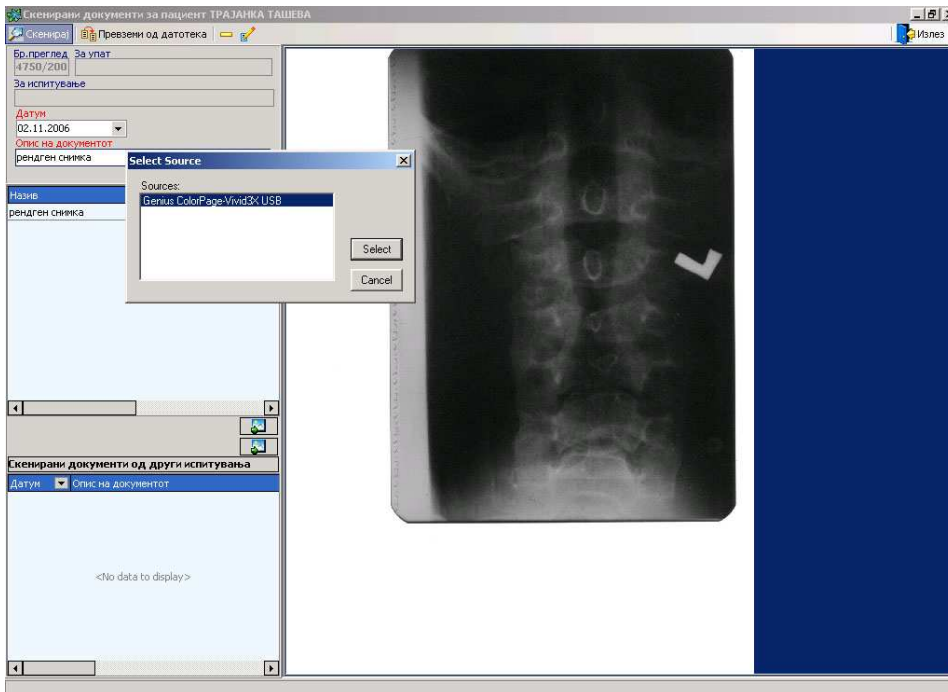 Скенирани документи за пациент ТРАЈАНКА ТАШЕВА
Скенирај Превземи од датотека Излез
Бр.преглед За упат
4750/200
За испитување
Датум
02.11.2006
Опис на документот
рендген снимка
Select Source
Sources:
Genius ColorPage-Vivid3X USB
Select
Cancel
Назив
рендген снимка
Скенирани документи од други испитувања
Датум Опис на документот
<No data to display>